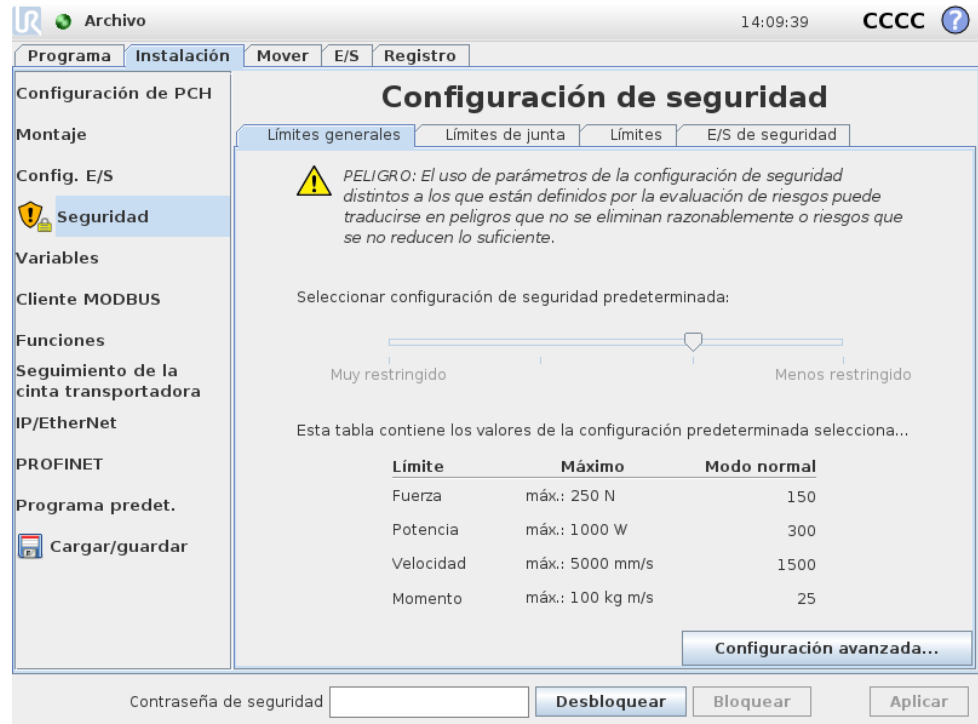 UR Archivo 14:09:39 CCCC ?
Programa Instalación Mover E/S Registro
Configuración de PCH
Montaje
Config. E/S
Seguridad
Variables
Cliente MODBUS
Funciones
Seguimiento de la
cinta transportadora
IP/EtherNet
PROFINET
Programa predet.
Cargar/guardar
Configuración de seguridad
Límites generales Límites de junta Límites E/S de seguridad
PELIGRO: El uso de parámetros de la configuración de seguridad
distintos a los que están definidos por la evaluación de riesgos puede
traducirse en peligros que no se eliminan razonablemente o riesgos que
se no reducen lo suficiente.
Seleccionar configuración de seguridad predeterminada:
Muy restringido Menos restringido
Esta tabla contiene los valores de la configuración predeterminada selecciona...
Límite Máximo Modo normal
Fuerza máx.: 250 N 150
Potencia máx.: 1000 W 300
Velocidad máx.: 5000 mm/s 1500
Momento máx.: 100 kg m/s 25
Configuración avanzada...
Contraseña de seguridad Desbloquear Bloquear Aplicar